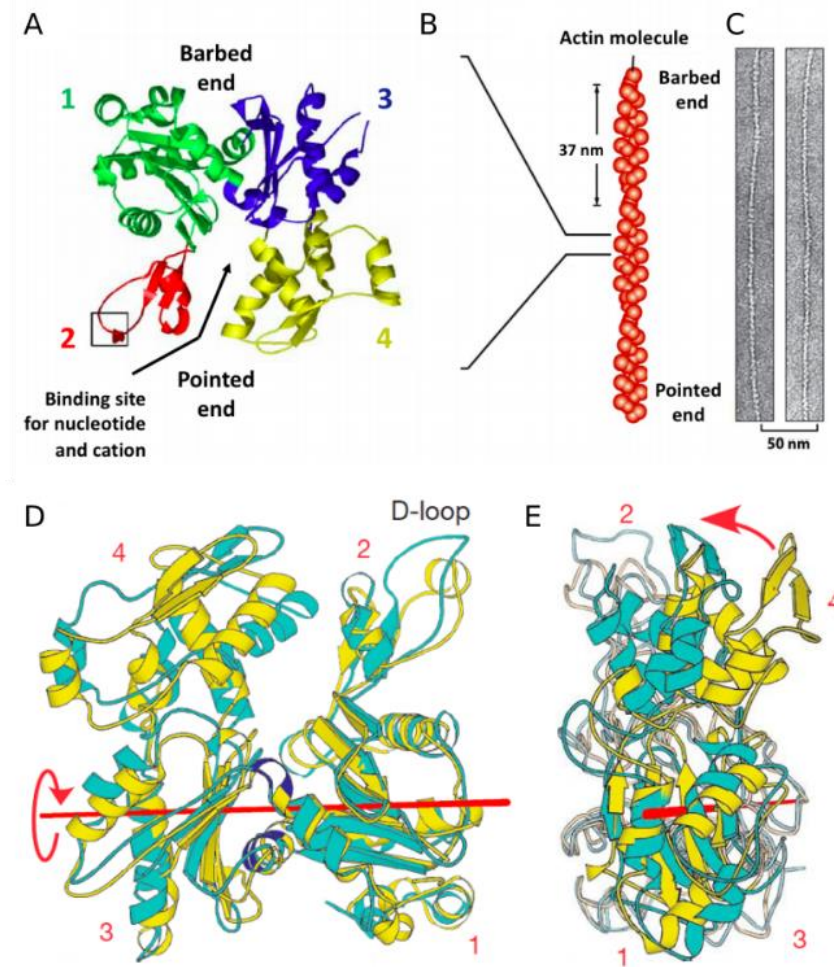 A
Barbed
end
1
3
2
4
Binding site
for nucleotide
and cation
Pointed
end
B
Actin molecule
Barbed
end
37 nm
Pointed
end
C
50 nm
D
D-loop
4
2
3
1
E
2
4
1
3